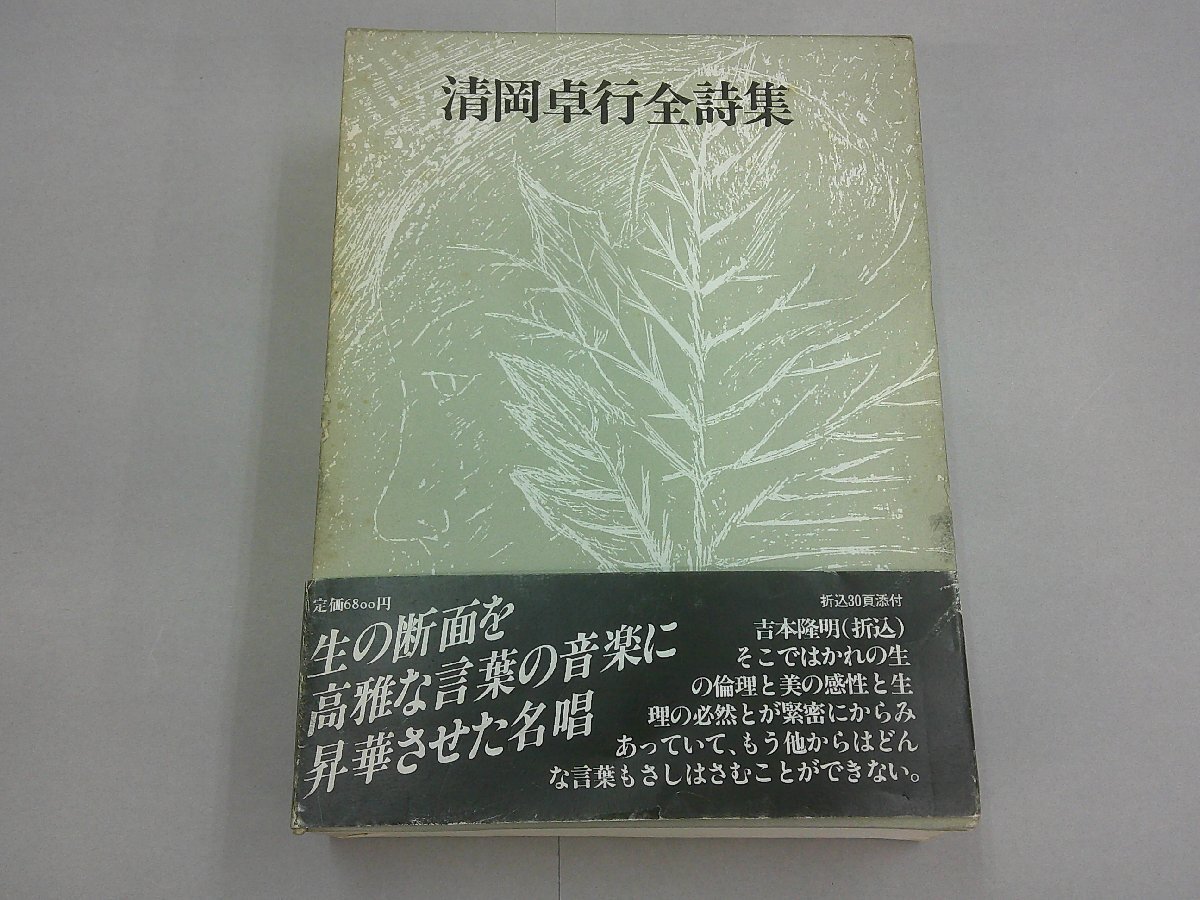 清岡卓行全詩集
定価6800円
生の断面を
高雅な言葉の音楽に
昇華させた名唱
折込30頁添付
吉本隆明(折込)
そこではかれの生
の倫理と美の感性と生
理の必然とが緊密にからみ
あっていて、もう他からはどん
な言葉もさしはさむことができない。